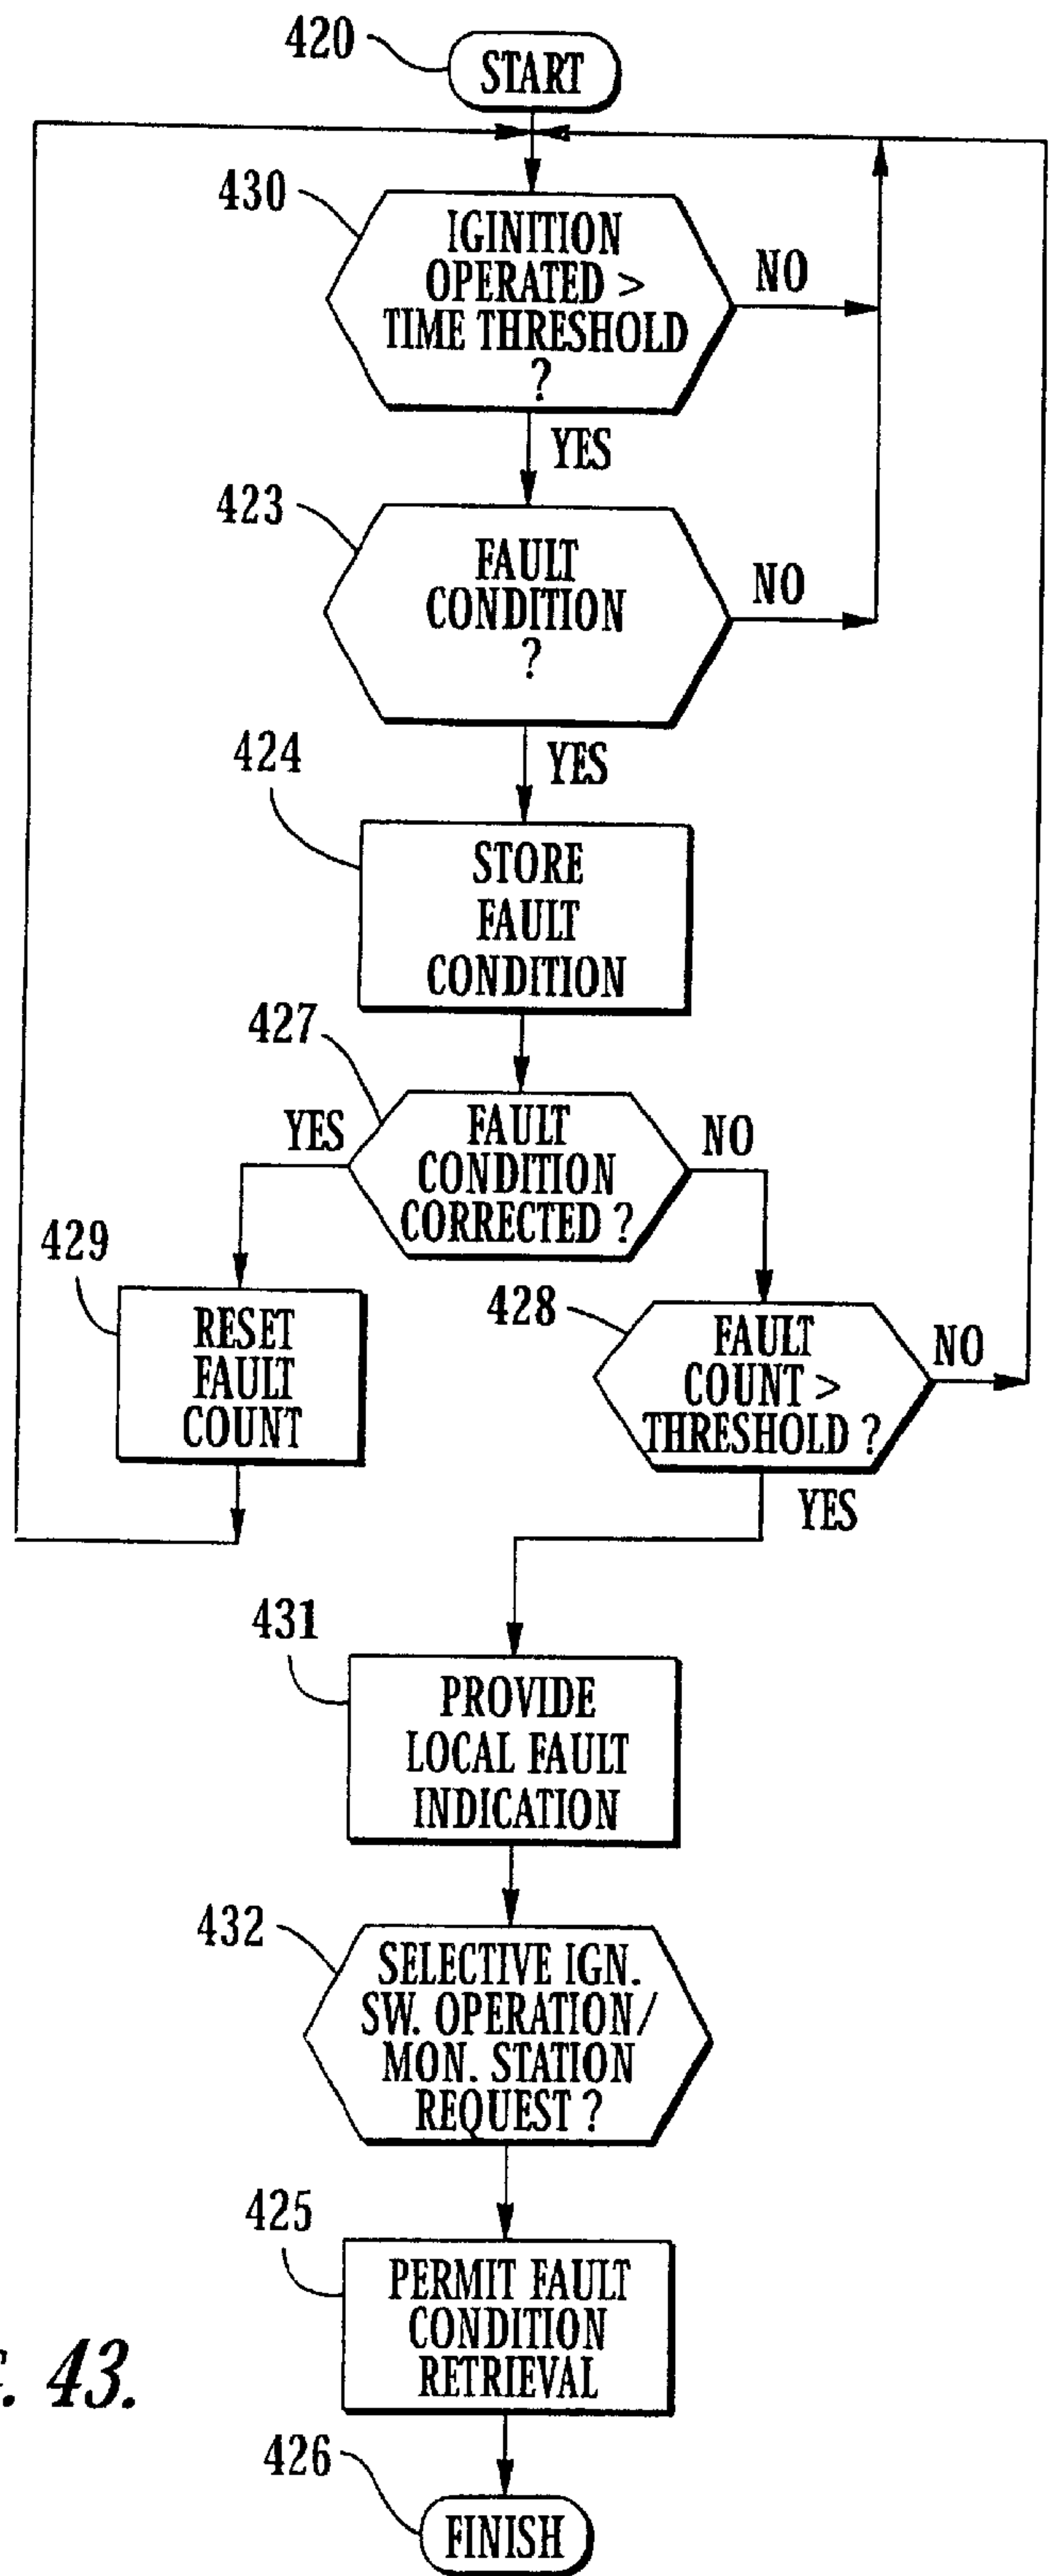 420
START
430
IGINITION
OPERATED >
TIME THRESHOLD
?
NO
YES
423
FAULT
CONDITION
?
NO
YES
424
STORE
FAULT
CONDITION
427
FAULT
CONDITION
CORRECTED ?
YES
NO
429
RESET
FAULT
COUNT
428
FAULT
COUNT >
THRESHOLD ?
NO
YES
431
PROVIDE
LOCAL FAULT
INDICATION
432
SELECTIVE IGN.
SW. OPERATION/
MON. STATION
REQUEST ?
425
PERMIT FAULT
CONDITION
RETRIEVAL
43.
426
FINISH